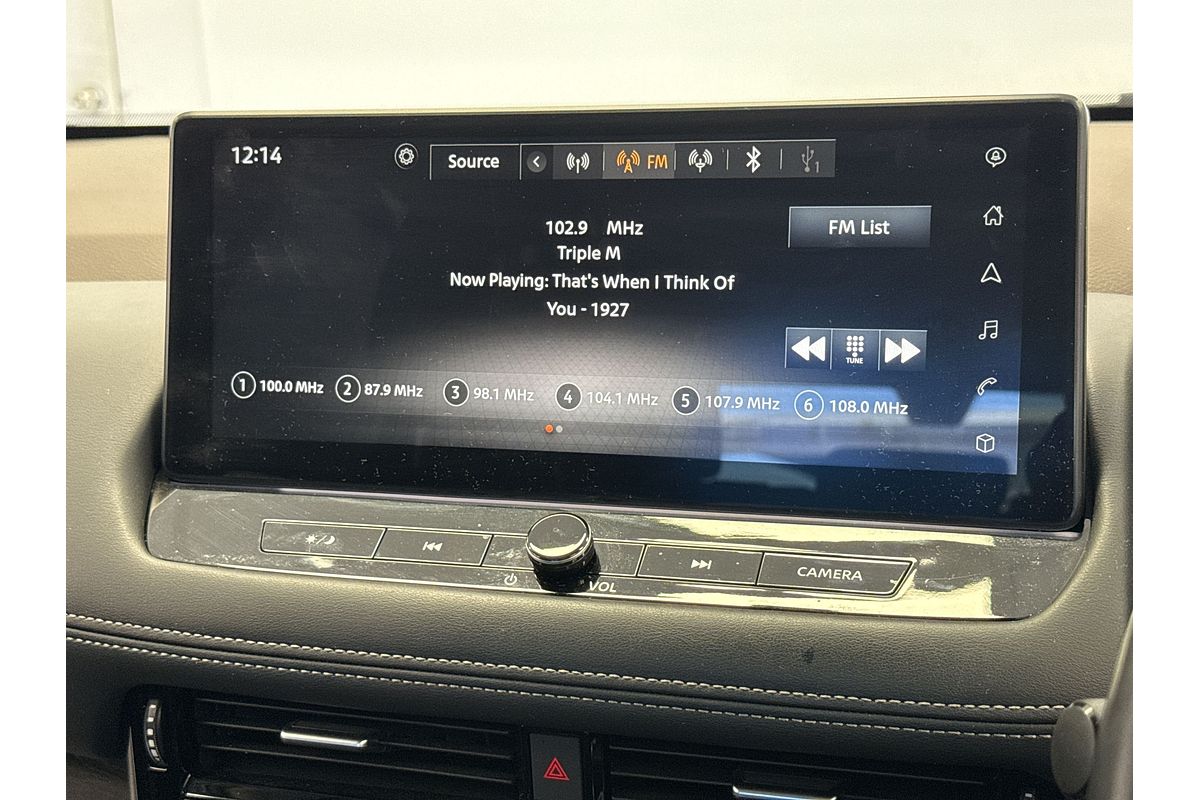 12:14
Source
FM
1
102.9 MHz
FM List
Triple M
Now Playing: That's When I Think Of
You - 1927
TUNE
1 100.0 MHz 2 87.9 MHz 3 98.1 MHz 4 104.1 MHz 5 107.9 MHz 6 108.0 MHz
VOL
CAMERA